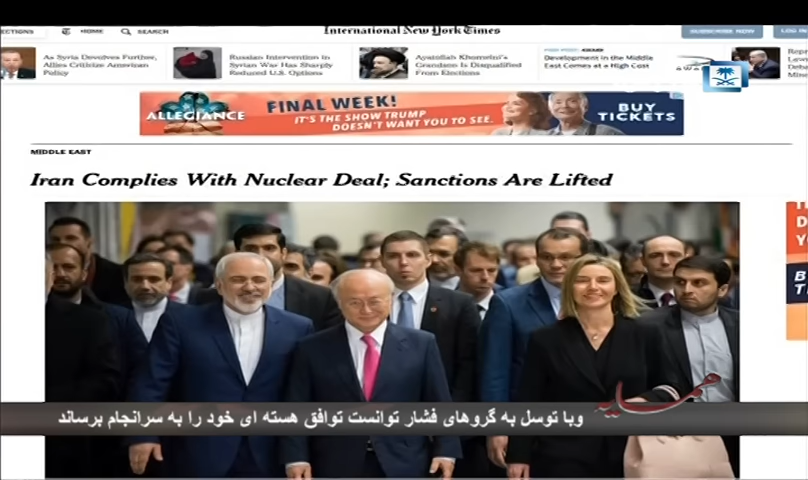 HOME
SEARCH
International New York Times
SUBSCRIBE NOW
LOG IN
As Syria Devolves Further,
Allies Criticize American
Policy
Russian Intervention in
Syrian War Has Sharply
Reduced U.S. Options
Ayatollah Khomeini's
Grandson Is Disqualified
From Elections
Development in the Middle
East Comes at a High Cost
ALLEGIANCE
FINAL WEEK!
IT'S THE SHOW TRUMP
DOESN'T WANT YOU TO SEE.
BUY
TICKETS
MIDDLE EAST
Iran Complies With Nuclear Deal; Sanctions Are Lifted
وبا توسل به گروهای فشار توانست توافق هسته ای خود را به سرانجام برساند